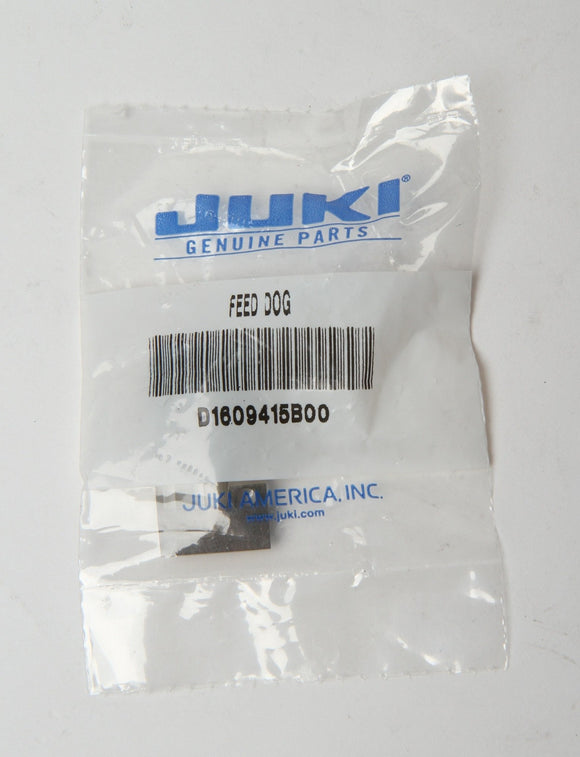 JUKI®
GENUINE PARTS
FEED DOG
D1609415B00
JUKI AMERICA, INC.
www.juki.com